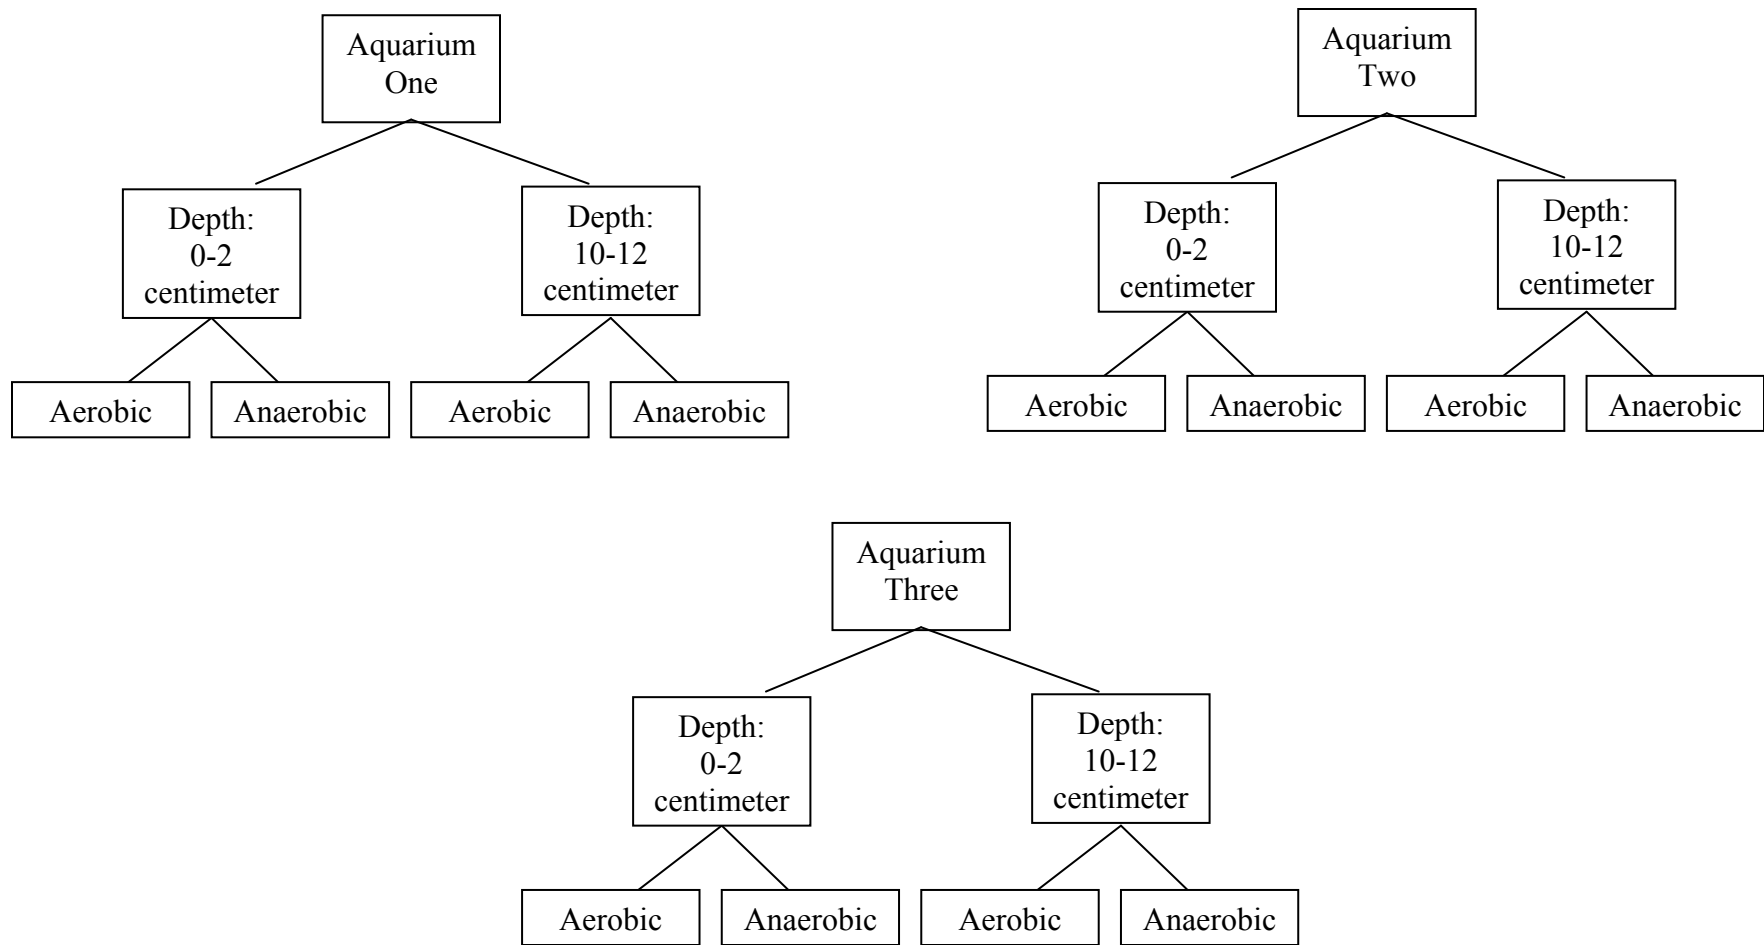 Aquarium
One
Depth:
0-2
centimeter
Depth:
10-12
centimeter
Aerobic
Anaerobic
Aerobic
Anaerobic
Aquarium
Two
Depth:
0-2
centimeter
Depth:
10-12
centimeter
Aerobic
Anaerobic
Aerobic
Anaerobic
Aquarium
Three
Depth:
0-2
centimeter
Depth:
10-12
centimeter
Aerobic
Anaerobic
Aerobic
Anaerobic